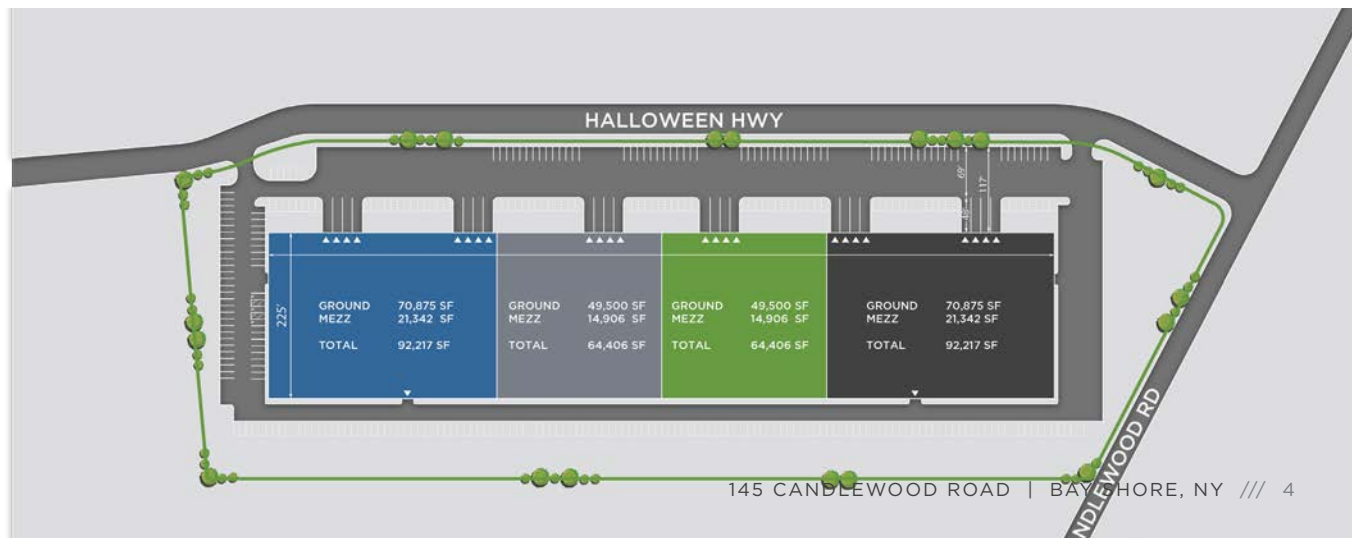 HALLOWEEN HWY
69'
117'
48'
225'
GROUND 70,875 SF
MEZZ 21,342 SF
TOTAL 92,217 SF
GROUND 49,500 SF
MEZZ 14,906 SF
TOTAL 64,406 SF
GROUND 49,500 SF
MEZZ 14,906 SF
TOTAL 64,406 SF
GROUND 70,875 SF
MEZZ 21,342 SF
TOTAL 92,217 SF
NDLEWOOD RD
145 CANDLEWOOD ROAD | BAY SHORE, NY /// 4